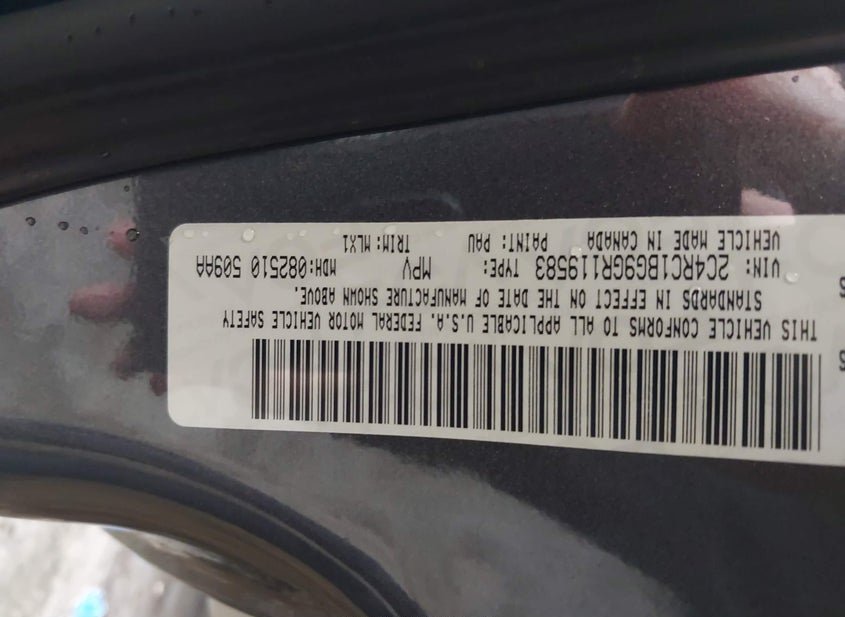 THIS VEHICLE CONFORMS TO ALL APPLICABLE U.S.A. FEDERAL MOTOR VEHICLE SAFETY
STANDARDS IN EFFECT ON THE DATE OF MANUFACTURE SHOWN ABOVE.
VIN: 2C4RC1BG9GR119583 TYPE: MPV MDH: 082510 509AA
VEHICLE MADE IN CANADA PAINT: PAU TRIM: MLX1